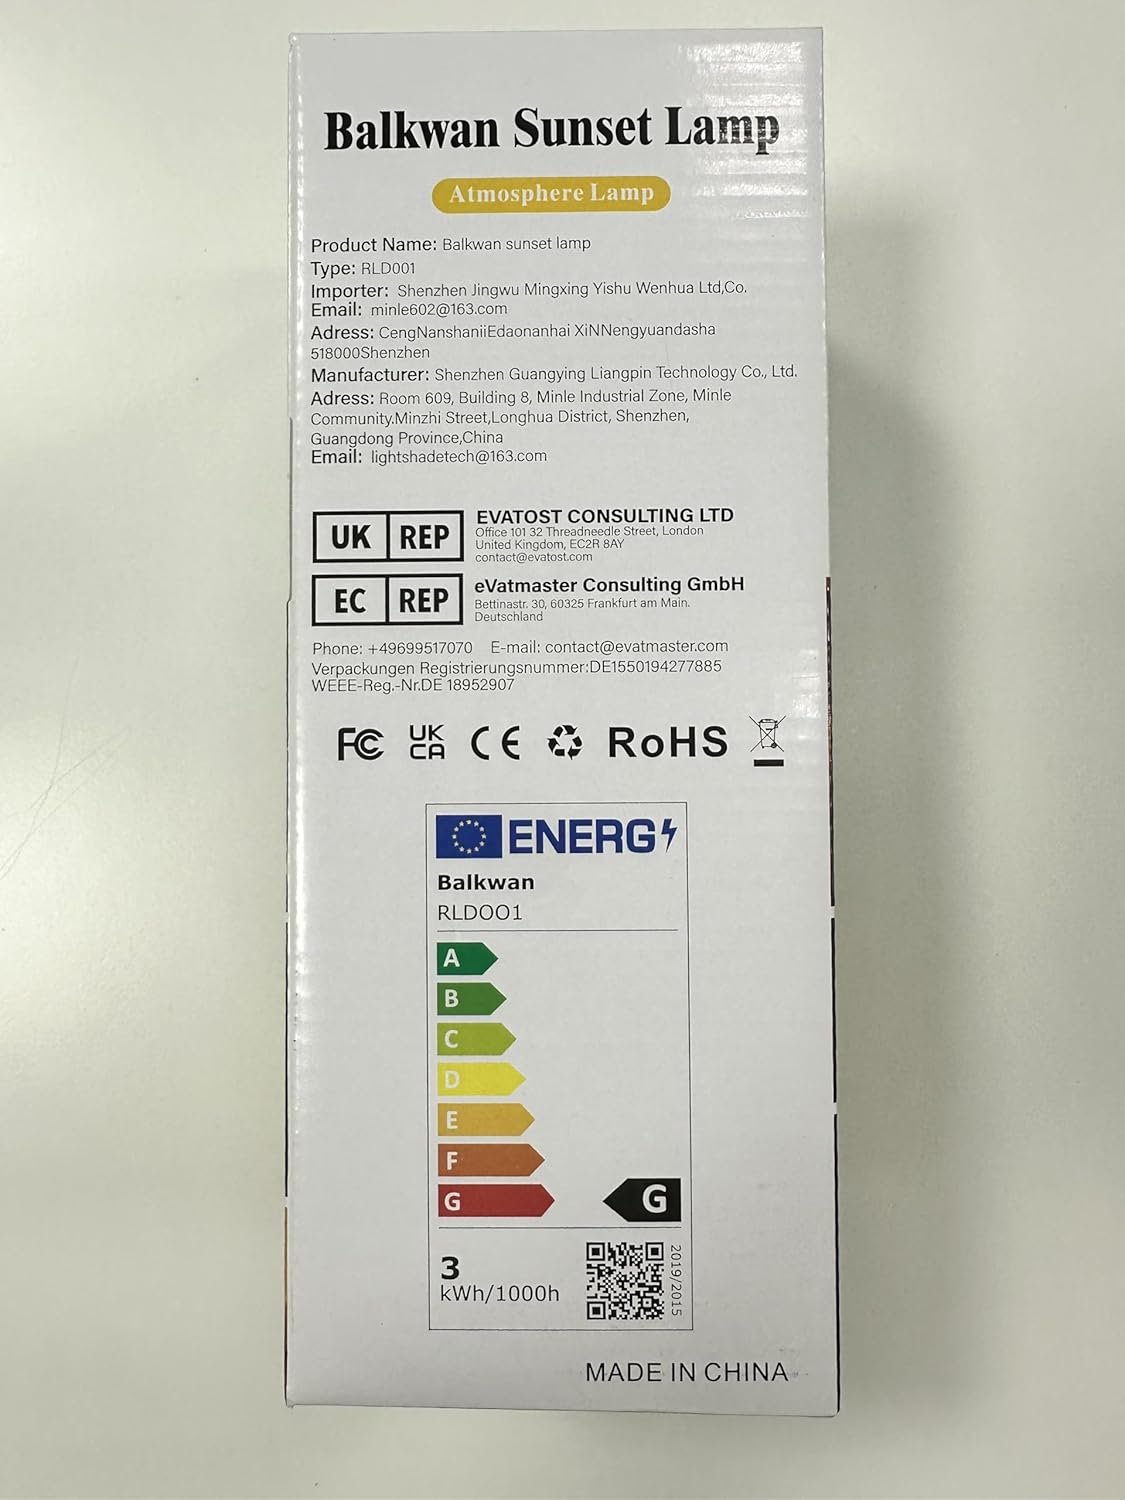 Balkwan Sunset Lamp
Atmosphere Lamp
Product Name: Balkwan sunset lamp
Type: RLD001
Importer: Shenzhen Jingwu Mingxing Yishu Wenhua Ltd,Co.
Email: minle602@163.com
Adress: CengNanshaniiEdaonanhai XiNNengyuandasha
518000Shenzhen
Manufacturer: Shenzhen Guangying Liangpin Technology Co., Ltd.
Adress: Room 609, Building 8, Minle Industrial Zone, Minle
Community.Minzhi Street,Longhua District, Shenzhen,
Guangdong Province,China
Email: lightshadetech@163.com
UK REP
EVATOST CONSULTING LTD
Office 101 32 Threadneedle Street, London
United Kingdom, EC2R 8AY
contact@evatost.com
EC REP
eVatmaster Consulting GmbH
Bettinastr. 30, 60325 Frankfurt am Main.
Deutschland
Phone: +49699517070 E-mail: contact@evatmaster.com
Verpackungen Registrierungsnummer:DE1550194277885
WEEE-Reg.-Nr.DE 18952907
FC UK CA CE RoHS
ENERG
Balkwan
RLDOO1
A
B
C
D
E
F
G
G
3
kWh/1000h
2019/2015
MADE IN CHINA